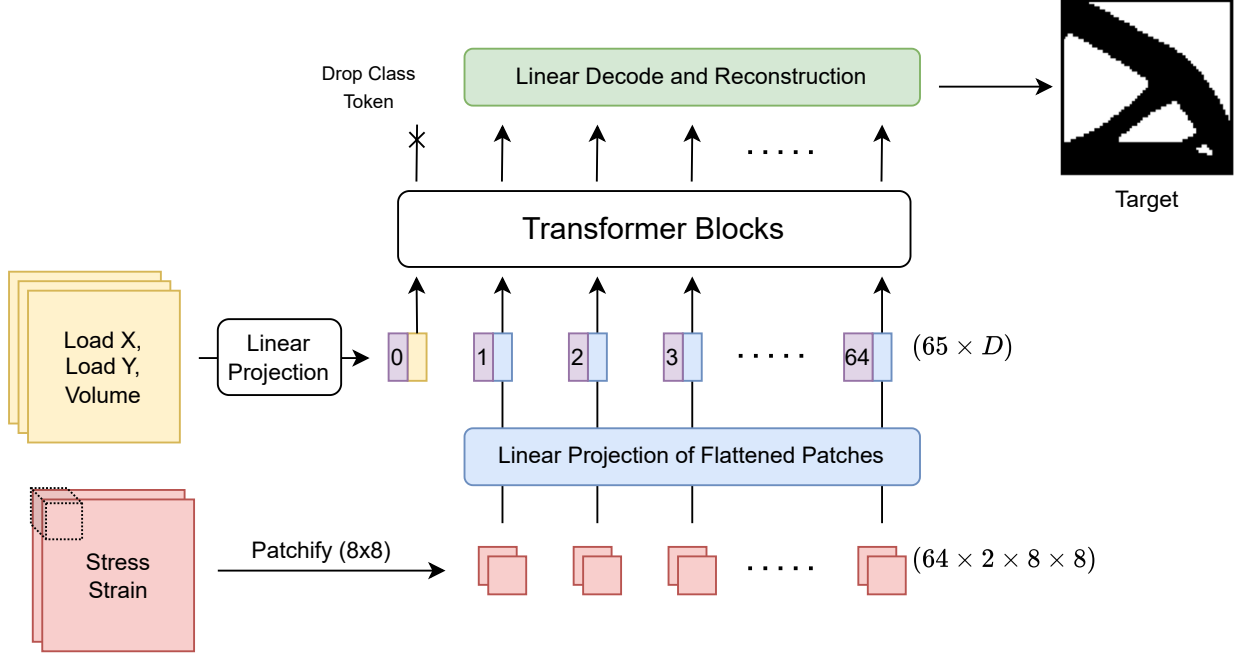 Drop Class
Token
Linear Decode and Reconstruction
Target
Transformer Blocks
Load X,
Load Y,
Volume
Linear
Projection
0
1
2
3
.....
64
(65 × D)
Linear Projection of Flattened Patches
Stress
Strain
Patchify (8x8)
.....
(64 × 2 × 8 × 8)